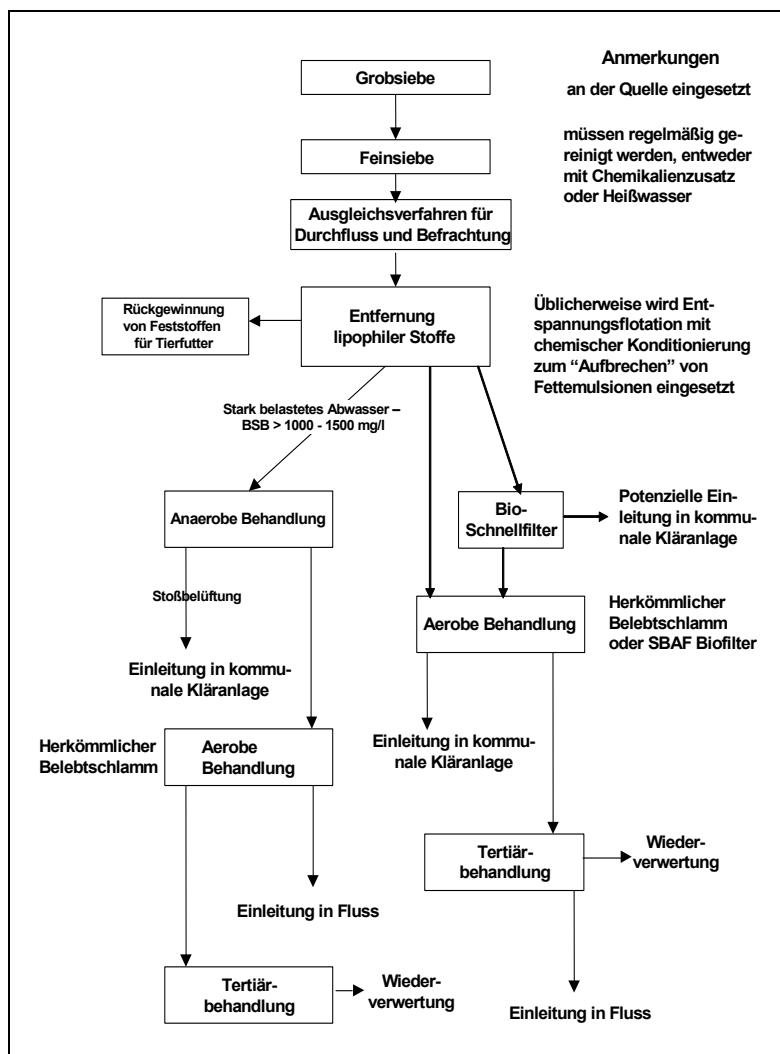 Anmerkungen
Grobsiebe
an der Quelle eingesetzt
Feinsiebe
müssen regelmäßig ge-
reinigt werden, entweder
mit Chemikalienzusatz
oder Heißwasser
Ausgleichsverfahren für
Durchfluss und Befrachtung
Rückgewinnung
von Feststoffen
für Tierfutter
Entfernung
lipophiler Stoffe
Üblicherweise wird Ent-
spannungsflotation mit
chemischer Konditionierung
zum “Aufbrechen” von
Fettemulsionen eingesetzt
Stark belastetes Abwasser –
BSB > 1000 - 1500 mg/l
Anaerobe Behandlung
Bio-
Schnellfilter
Potenzielle Ein-
leitung in kommu-
nale Kläranlage
Stoßbelüftung
Aerobe Behandlung
Herkömmlicher
Belebtschlamm
oder SBAF Biofilter
Einleitung in kommu-
nale Kläranlage
Einleitung in kommu-
nale Kläranlage
Herkömmlicher
Belebtschlamm
Aerobe
Behandlung
Tertiär-
behandlung
Wieder-
verwertung
Einleitung in Fluss
Tertiär-
behandlung
Wieder-
verwertung
Einleitung in Fluss